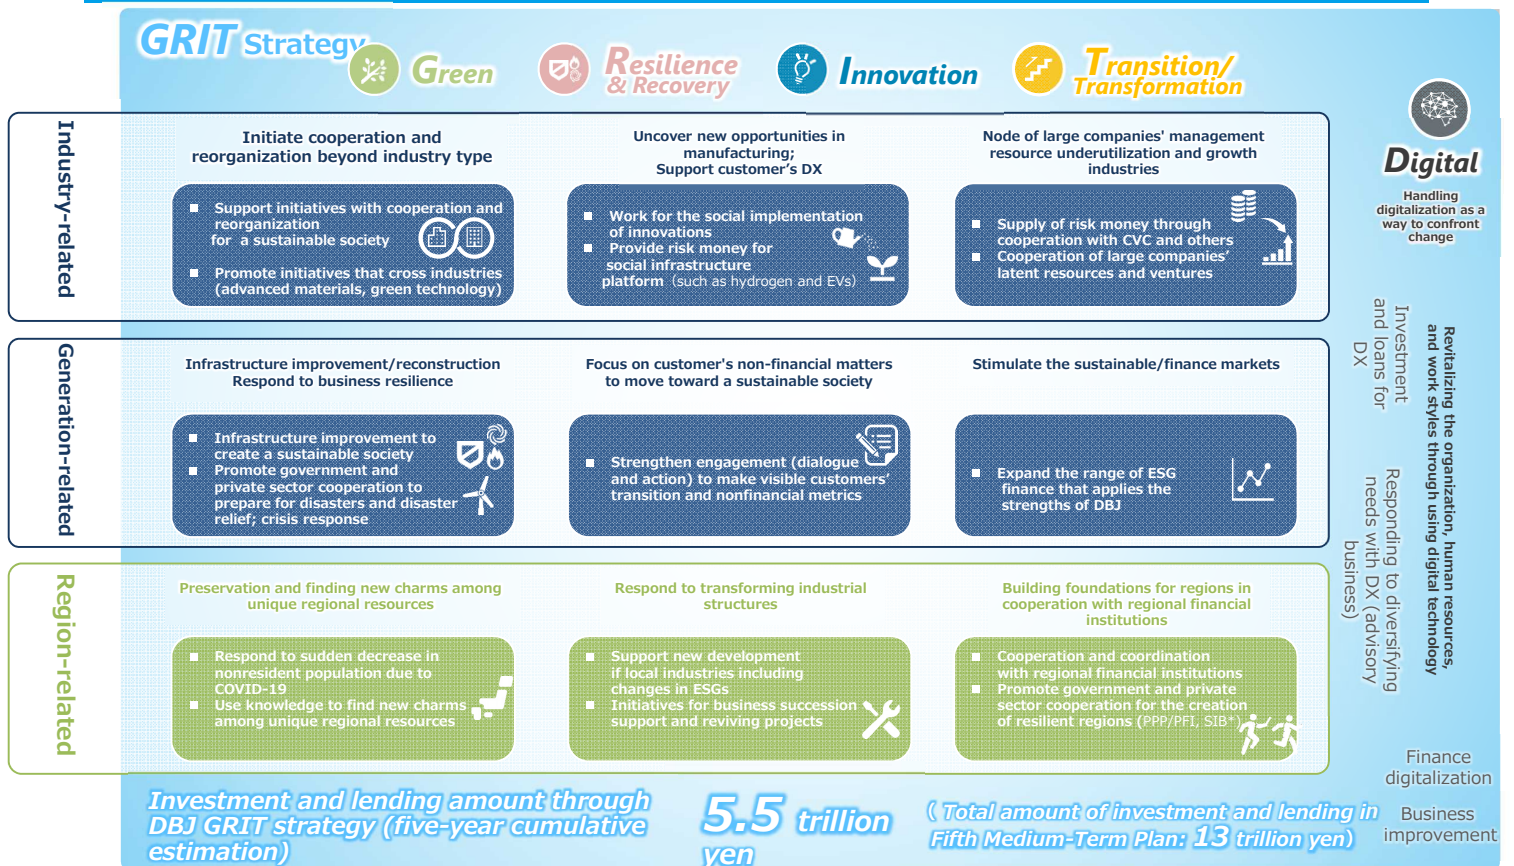 GRIT Strategy
Green
Resilience
& Recovery
Innovation
Transition/
Transformation
Digital
Handling
digitalization as a
way to confront
change
Industry-related
Initiate cooperation and
reorganization beyond industry type
■ Support initiatives with cooperation and
reorganization
for a sustainable society
■ Promote initiatives that cross industries
(advanced materials, green technology)
Uncover new opportunities in
manufacturing;
Support customer's DX
■ Work for the social implementation
of innovations
■ Provide risk money for
social infrastructure
platform (such as hydrogen and EVs)
Node of large companies' management
resource underutilization and growth
industries
■ Supply of risk money through
cooperation with CVC and others
■ Cooperation of large companies'
latent resources and ventures
Generation-related
Infrastructure improvement/reconstruction
Respond to business resilience
■ Infrastructure improvement to
create a sustainable society
■ Promote government and
private sector cooperation to
prepare for disasters and disaster
relief; crisis response
Focus on customer's non-financial matters
to move toward a sustainable society
■ Strengthen engagement (dialogue
and action) to make visible customers'
transition and nonfinancial metrics
Stimulate the sustainable/finance markets
■ Expand the range of ESG
finance that applies the
strengths of DBJ
Region-related
Preservation and finding new charms among
unique regional resources
■ Respond to sudden decrease in
nonresident population due to
COVID-19
■ Use knowledge to find new charms
among unique regional resources
Respond to transforming industrial
structures
■ Support new development
if local industries including
changes in ESGs
■ Initiatives for business succession
support and reviving projects
Building foundations for regions in
cooperation with regional financial
institutions
■ Cooperation and coordination
with regional financial institutions
■ Promote government and private
sector cooperation for the creation
of resilient regions (PPP/PFI, SIB*)
Revitalizing the organization, human resources,
and work styles through using digital technology
Investment
and loans for
DX
Responding to diversifying
needs with DX (advisory
business)
Finance
digitalization
Business
improvement
Investment and lending amount through
DBJ GRIT strategy (five-year cumulative
estimation)
5.5 trillion
yen
( Total amount of investment and lending in
Fifth Medium-Term Plan: 13 trillion yen)